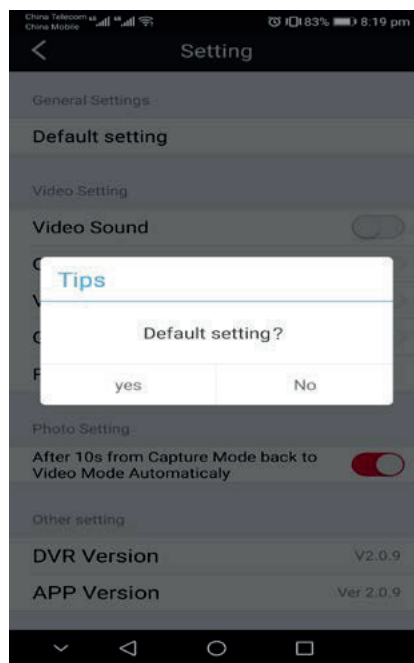 China Telecom
China Mobile
83% 8:19 pm
Setting
General Settings
Default setting
Video Setting
Video Sound
Tips
Default setting?
yes
No
Photo Setting
After 10s from Capture Mode back to
Video Mode Automaticaly
Other setting
DVR Version V2.0.9
APP Version Ver 2.0.9